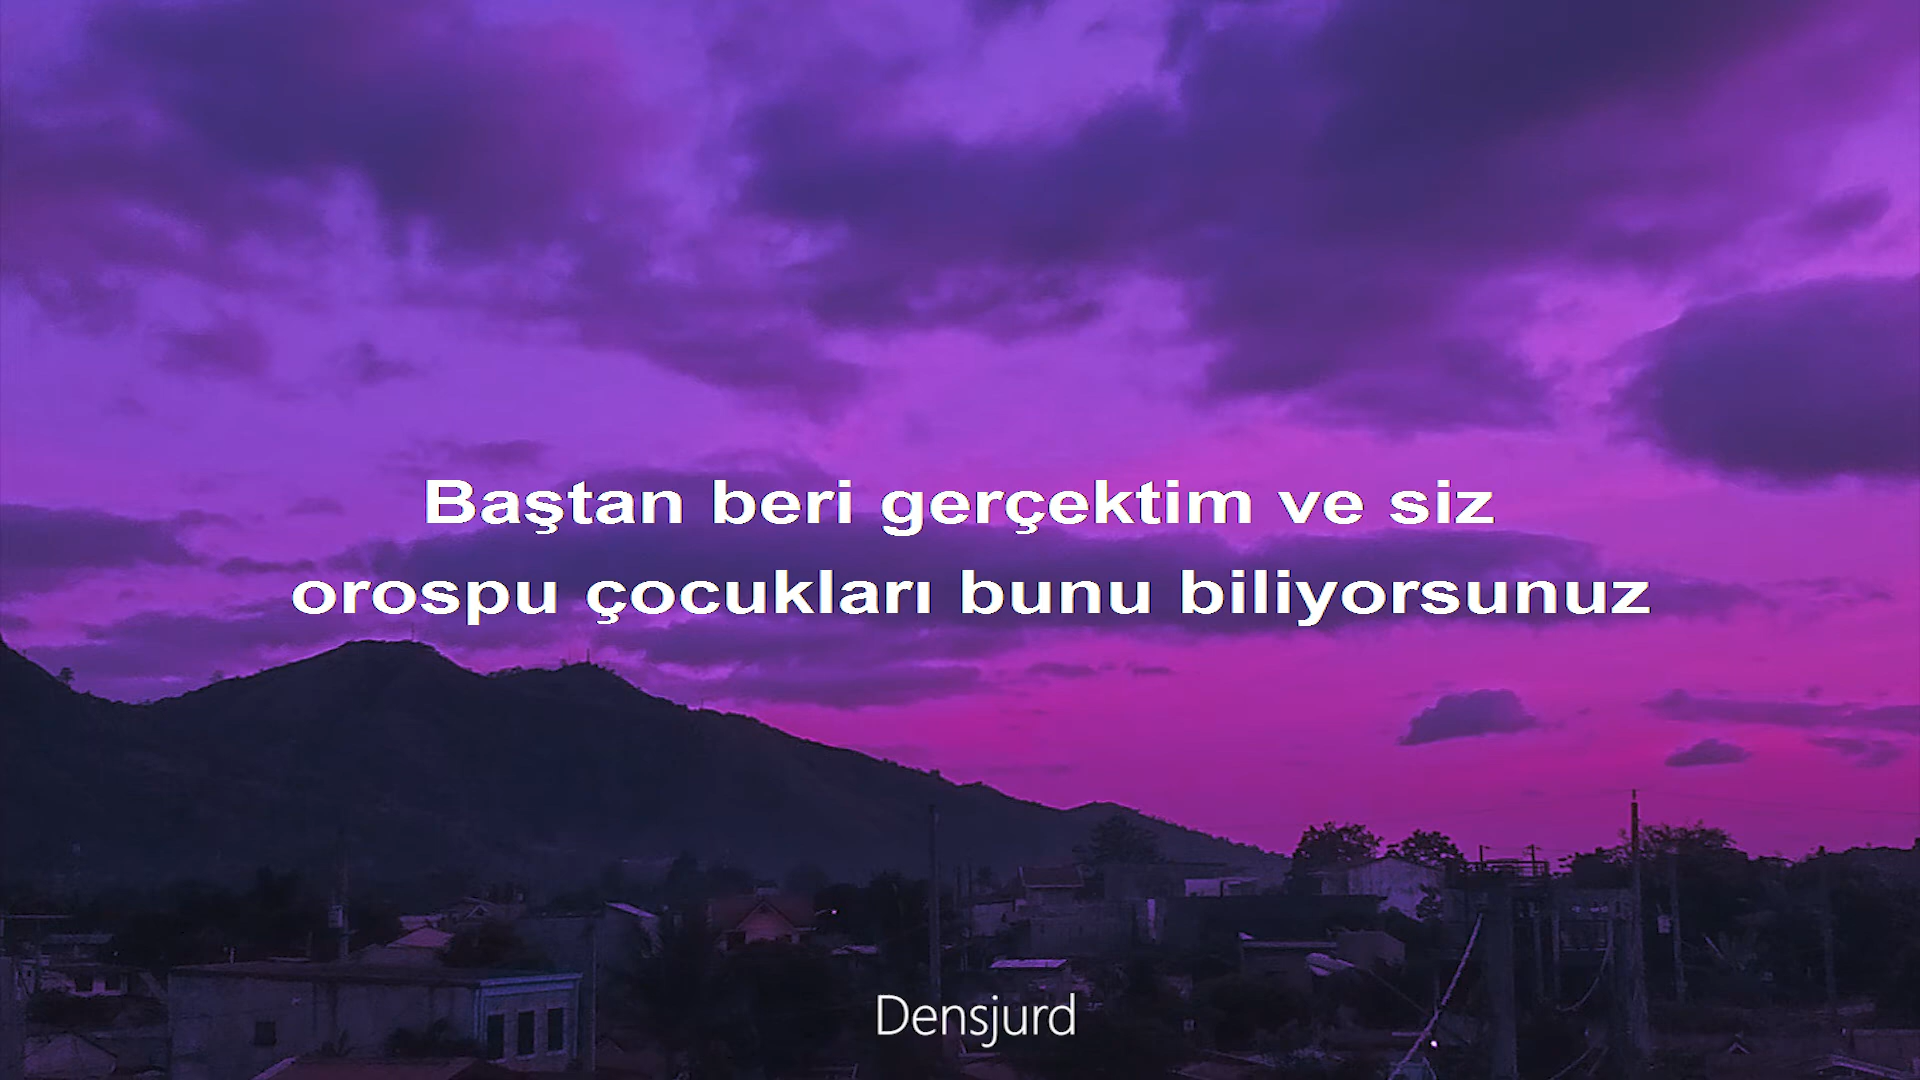 Baştan beri gerçektim ve siz
orospu çocukları bunu biliyorsunuz
Densjurd